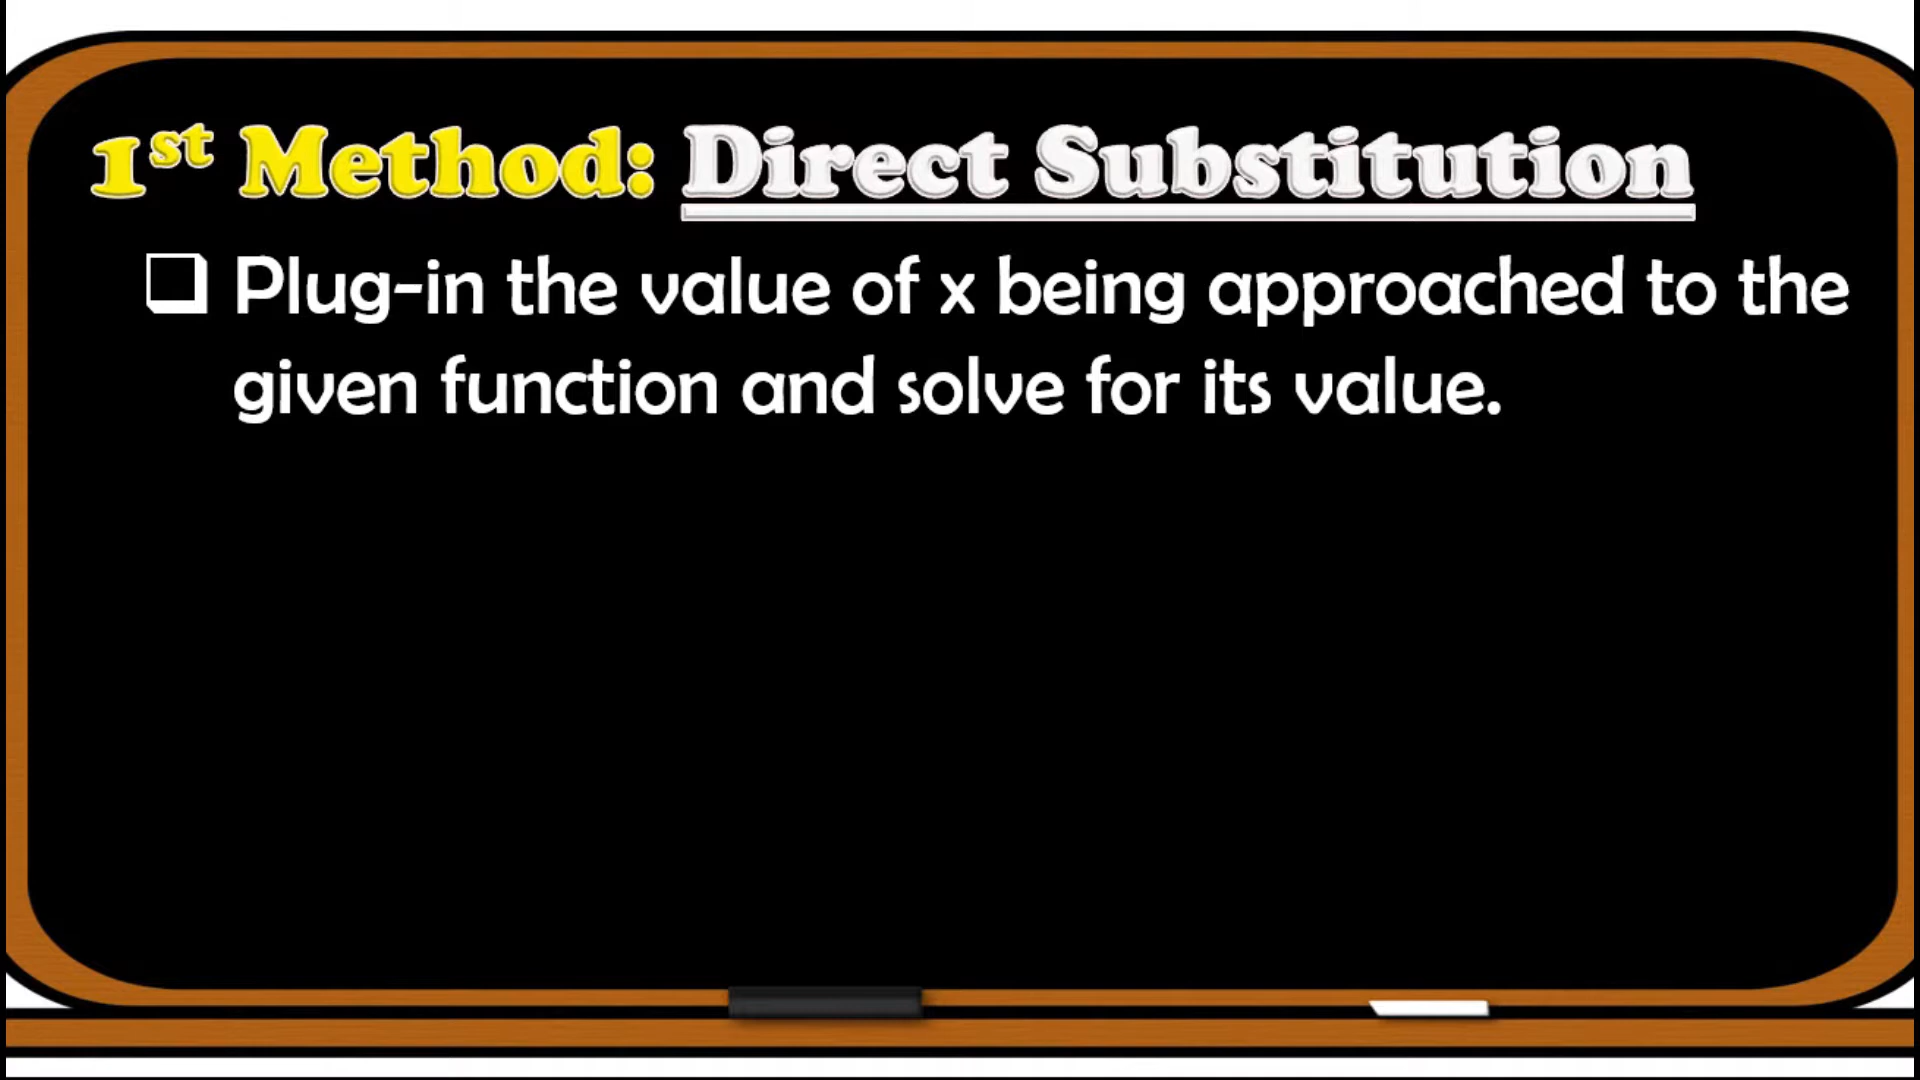 1st Method: Direct Substitution
❑ Plug-in the value of x being approached to the
given function and solve for its value.